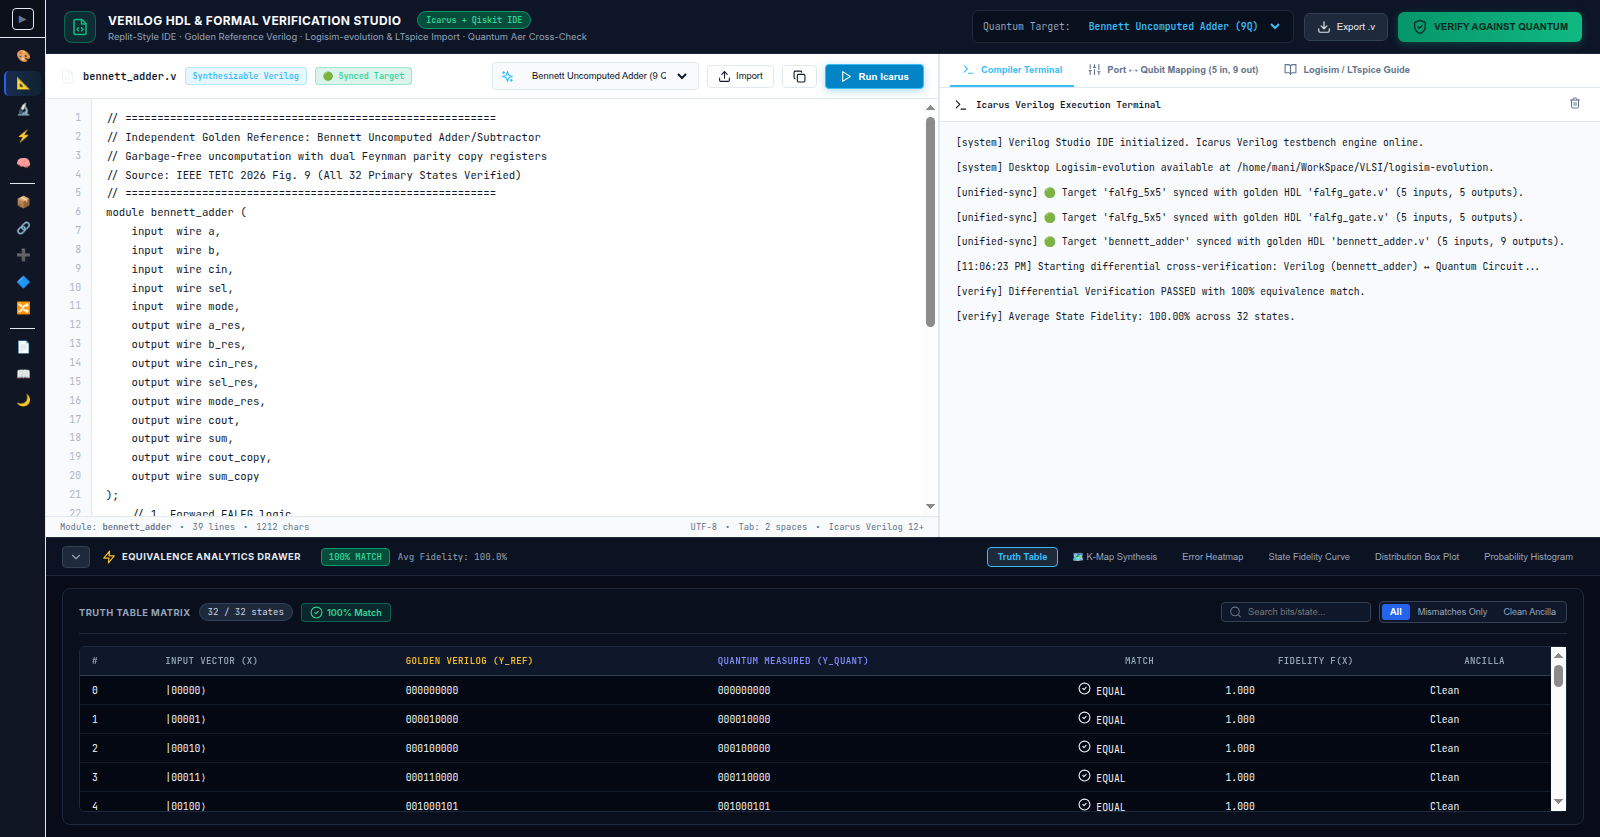 VERILOG HDL & FORMAL VERIFICATION STUDIO
Icarus + Qiskit IDE
Replit-Style IDE · Golden Reference Verilog · Logisim-evolution & LTspice Import · Quantum Aer Cross-Check
Quantum Target: Bennett Uncomputed Adder (9Q)
Export .v
VERIFY AGAINST QUANTUM
bennett_adder.v
Synthesizable Verilog
Synced Target
Bennett Uncomputed Adder (9 Q
Import
Run Icarus
1 // ==========================================================
2 // Independent Golden Reference: Bennett Uncomputed Adder/Subtractor
3 // Garbage-free uncomputation with dual Feynman parity copy registers
4 // Source: IEEE TETC 2026 Fig. 9 (All 32 Primary States Verified)
5 // ==========================================================
6 module bennett_adder (
7 input wire a,
8 input wire b,
9 input wire cin,
10 input wire sel,
11 input wire mode,
12 output wire a_res,
13 output wire b_res,
14 output wire cin_res,
15 output wire sel_res,
16 output wire mode_res,
17 output wire cout,
18 output wire sum,
19 output wire cout_copy,
20 output wire sum_copy
21 );
22 // 1. Forward FALFG logic
Module: bennett_adder • 39 lines • 1212 chars
UTF-8 • Tab: 2 spaces • Icarus Verilog 12+
Compiler Terminal
Port ↔ Qubit Mapping (5 in, 9 out)
Logisim / LTspice Guide
Icarus Verilog Execution Terminal
[system] Verilog Studio IDE initialized. Icarus Verilog testbench engine online.
[system] Desktop Logisim-evolution available at /home/mani/WorkSpace/VLSI/logisim-evolution.
[unified-sync] 🟢 Target 'falfg_5x5' synced with golden HDL 'falfg_gate.v' (5 inputs, 5 outputs).
[unified-sync] 🟢 Target 'falfg_5x5' synced with golden HDL 'falfg_gate.v' (5 inputs, 5 outputs).
[unified-sync] 🟢 Target 'bennett_adder' synced with golden HDL 'bennett_adder.v' (5 inputs, 9 outputs).
[11:06:23 PM] Starting differential cross-verification: Verilog (bennett_adder) ↔ Quantum Circuit...
[verify] Differential Verification PASSED with 100% equivalence match.
[verify] Average State Fidelity: 100.00% across 32 states.
EQUIVALENCE ANALYTICS DRAWER
100% MATCH
Avg Fidelity: 100.0%
Truth Table
K-Map Synthesis
Error Heatmap
State Fidelity Curve
Distribution Box Plot
Probability Histogram
TRUTH TABLE MATRIX
32 / 32 states
100% Match
Search bits/state...
All
Mismatches Only
Clean Ancilla
# INPUT VECTOR (X) GOLDEN VERILOG (Y_REF) QUANTUM MEASURED (Y_QUANT) MATCH FIDELITY F(X) ANCILLA
0 |00000⟩ 000000000 000000000 EQUAL 1.000 Clean
1 |00001⟩ 000010000 000010000 EQUAL 1.000 Clean
2 |00010⟩ 000100000 000100000 EQUAL 1.000 Clean
3 |00011⟩ 000110000 000110000 EQUAL 1.000 Clean
4 |00100⟩ 001000101 001000101 EQUAL 1.000 Clean